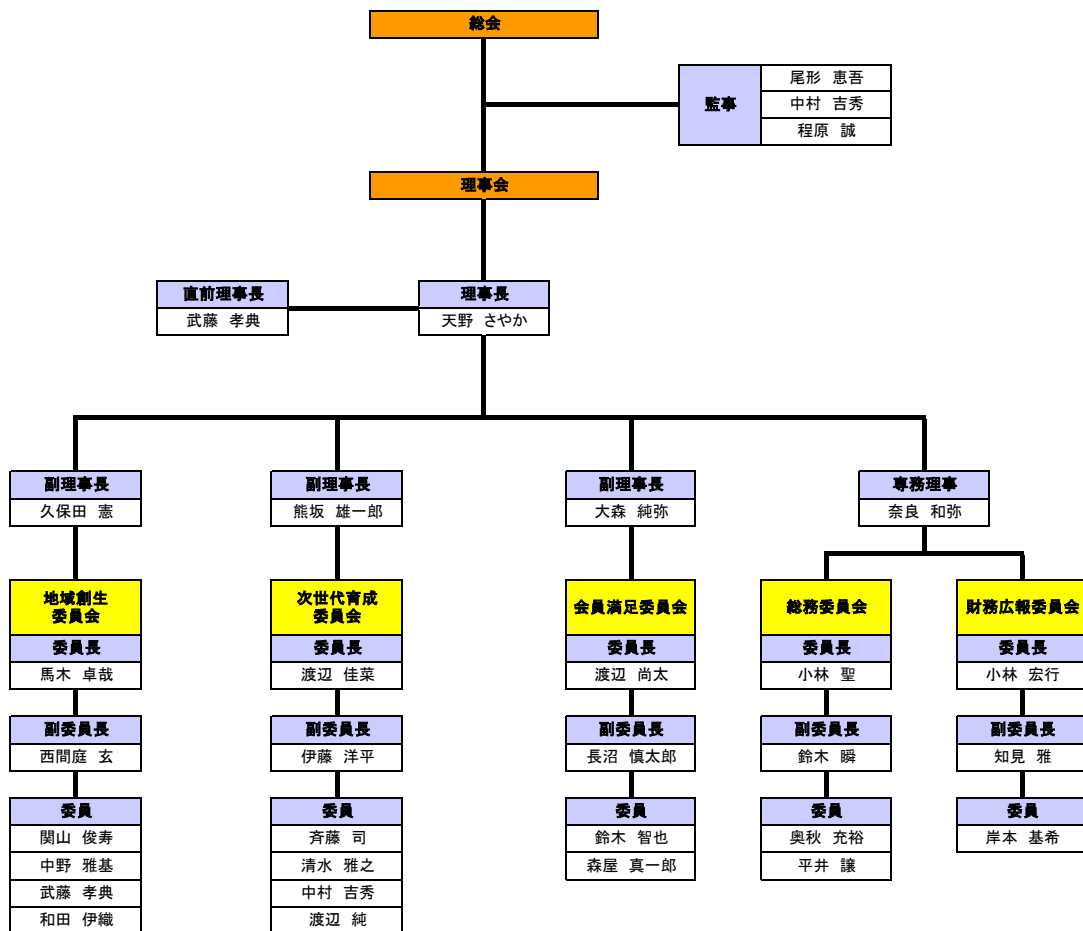 総会
監事
尾形 恵吾
中村 吉秀
程原 誠
理事会
直前理事長
武藤 孝典
理事長
天野 さやか
副理事長
久保田 憲
副理事長
熊坂 雄一郎
副理事長
大森 純弥
専務理事
奈良 和弥
地域創生
委員会
委員長
馬木 卓哉
副委員長
西間庭 玄
委員
関山 俊寿
中野 雅基
武藤 孝典
和田 伊織
次世代育成
委員会
委員長
渡辺 佳菜
副委員長
伊藤 洋平
委員
斉藤 司
清水 雅之
中村 吉秀
渡辺 純
会員満足委員会
委員長
渡辺 尚太
副委員長
長沼 慎太郎
委員
鈴木 智也
森屋 真一郎
総務委員会
委員長
小林 聖
副委員長
鈴木 瞬
委員
奥秋 充裕
平井 譲
財務広報委員会
委員長
小林 宏行
副委員長
知見 雅
委員
岸本 基希